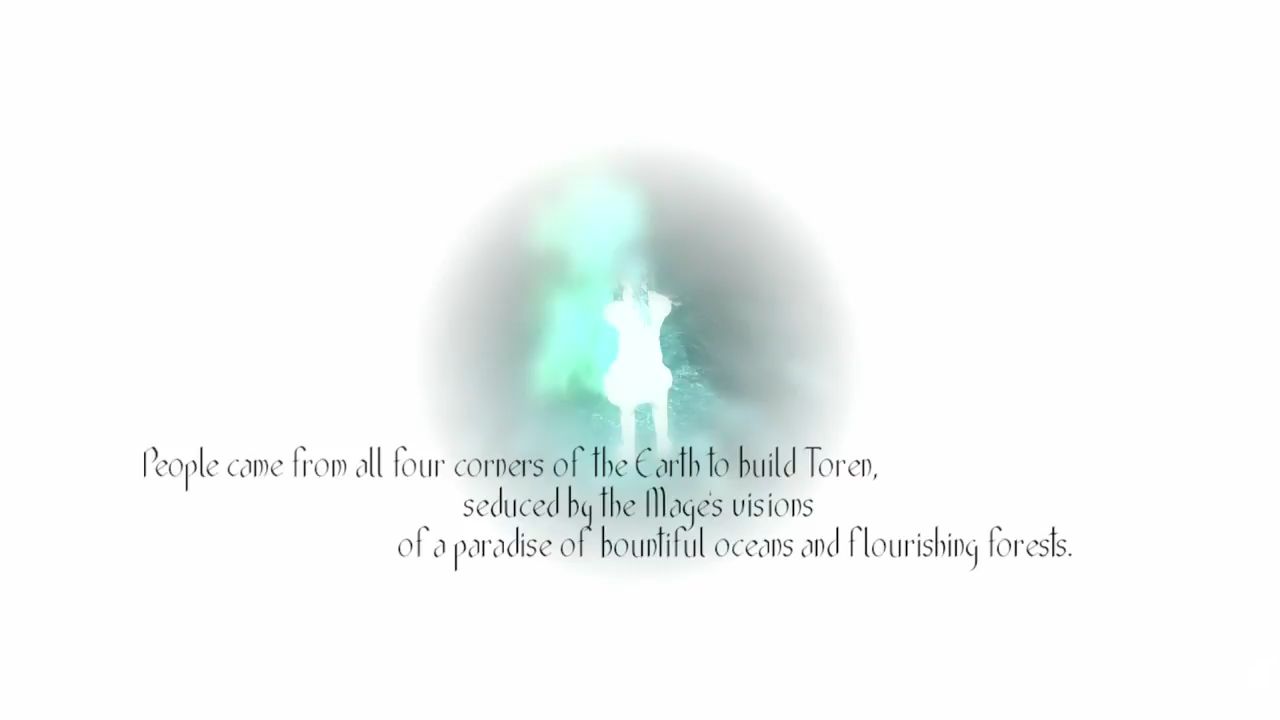 People came from all four corners of the Earth to build Toren,
seduced by the Mage's visions
of a paradise of bountiful oceans and flourishing forests.